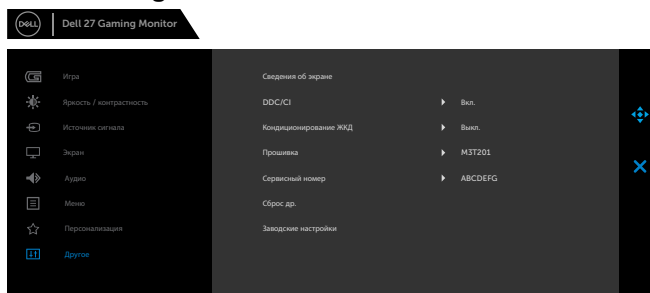 DELL
Dell 27 Gaming Monitor
Игра
Сведения об экране
Яркость / контрастность
DDC/CI
Вкл.
Источник сигнала
Кондиционирование ЖКД
Выкл.
Экран
Прошивка
M3T201
Аудио
Сервисный номер
ABCDEFG
Меню
Сброс др.
Персонализация
Заводские настройки
Другое